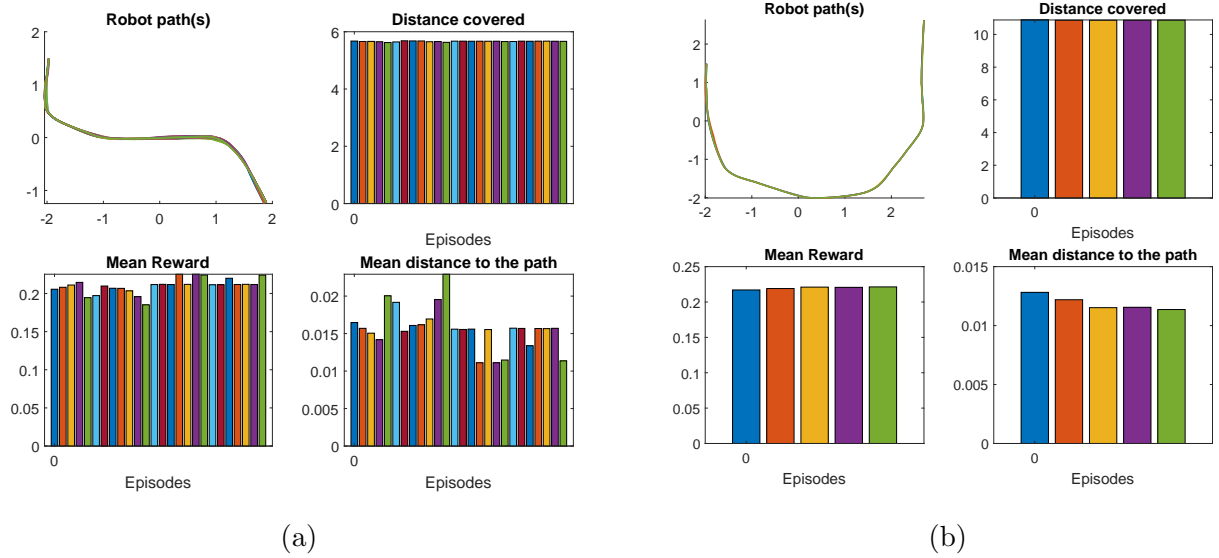 Robot path(s)
2
1
0
-1
-2 -1 0 1 2
Distance covered
6
4
2
0
0
Episodes
Mean Reward
0.2
0.15
0.1
0.05
0
0
Episodes
Mean distance to the path
0.02
0.015
0.01
0.005
0
0
Episodes
(a)
Robot path(s)
2
1
0
-1
-2
-2 -1 0 1 2
Distance covered
10
8
6
4
2
0
0
Episodes
Mean Reward
0.25
0.2
0.15
0.1
0.05
0
0
Episodes
Mean distance to the path
0.015
0.01
0.005
0
0
Episodes
(b)